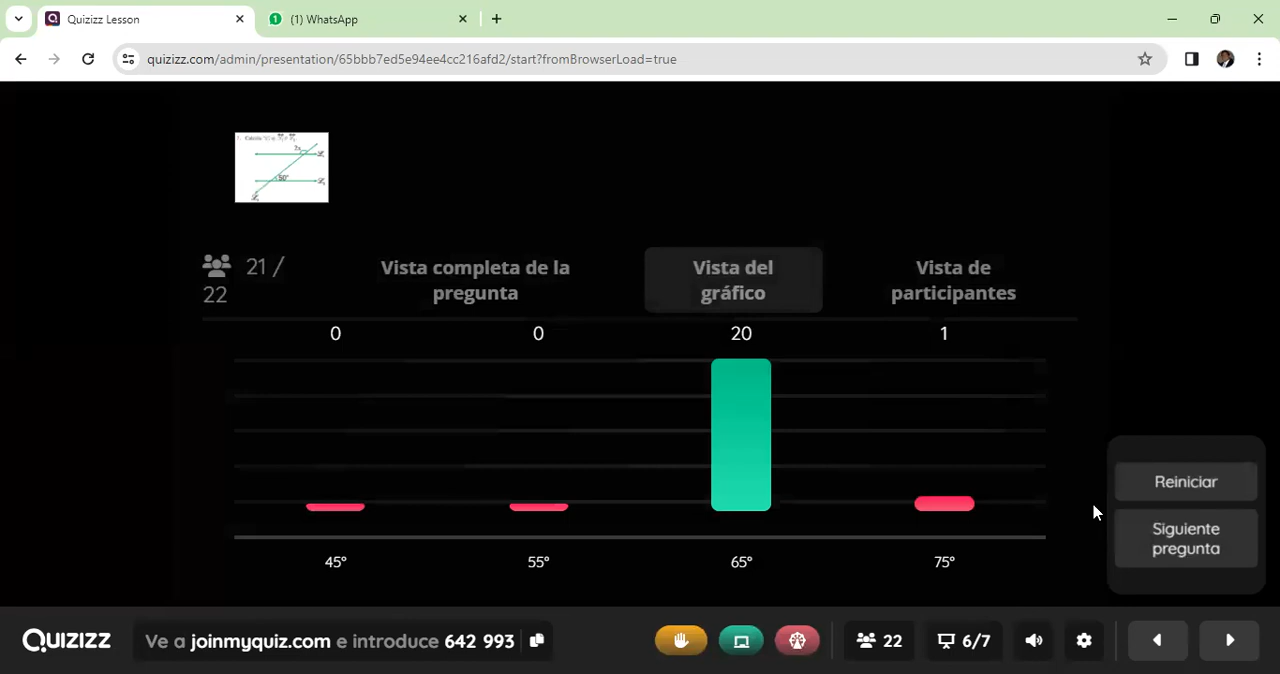 Quizizz Lesson
(1) WhatsApp
quizizz.com/admin/presentation/65bbb7ed5e94ee4cc216afd2/start?fromBrowserLoad=true
2x
50°
21 /
22
Vista completa de la
pregunta
Vista del
gráfico
Vista de
participantes
0
0
20
1
45°
55°
65°
75°
Reiniciar
Siguiente
pregunta
QUIZIZZ
Ve a joinmyquiz.com e introduce 642 993
22
6/7